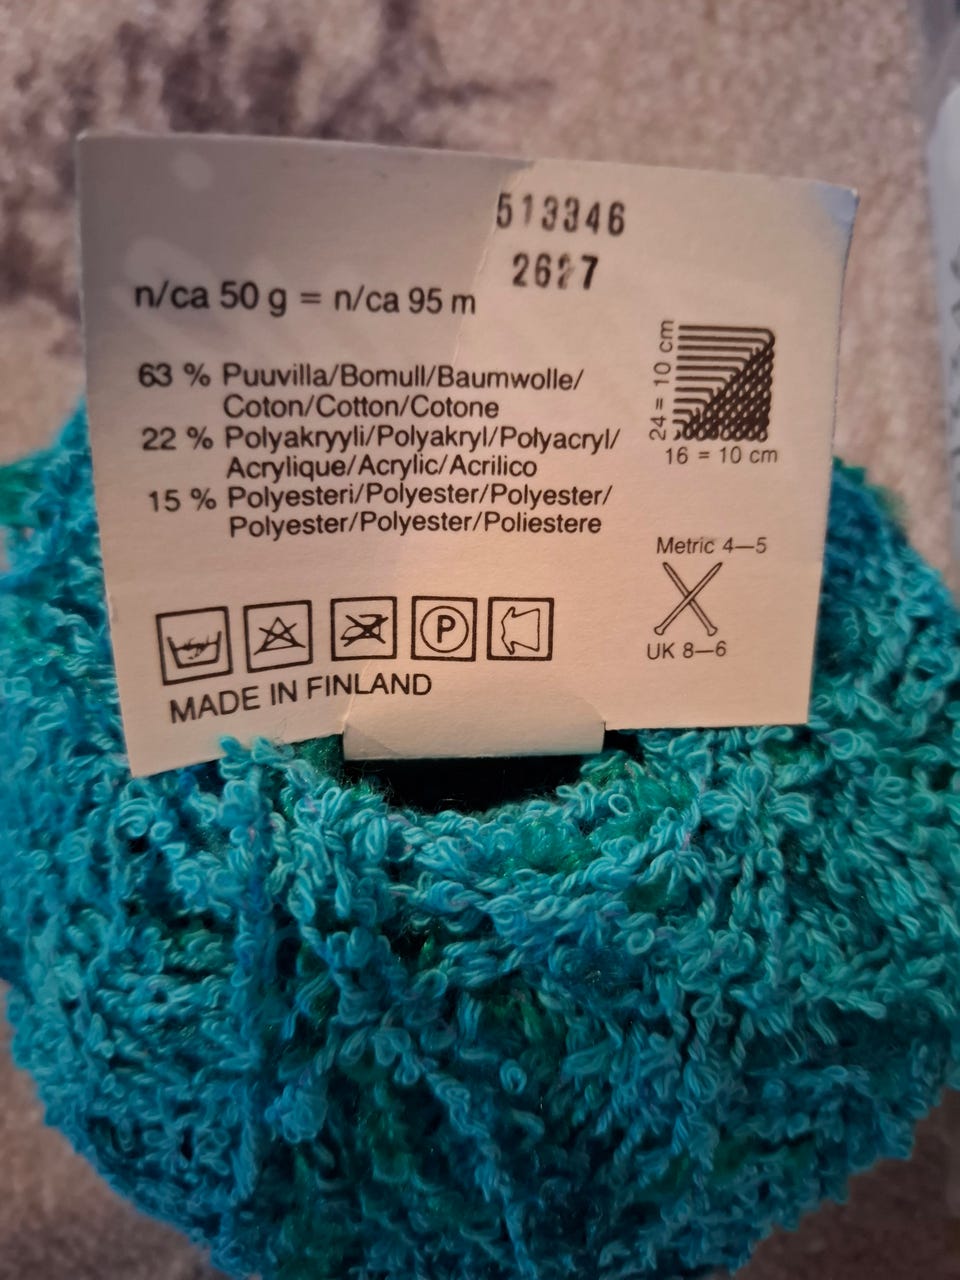 513346
2627
n/ca 50 g = n/ca 95 m
63 % Puuvilla/Bomull/Baumwolle/
Coton/Cotton/Cotone
22 % Polyakryyli/Polyakryl/Polyacryl/
Acrylique/Acrylic/Acrilico
15 % Polyesteri/Polyester/Polyester/
Polyester/Polyester/Poliestere
24 = 10 cm
16 = 10 cm
Metric 4—5
UK 8—6
P
MADE IN FINLAND